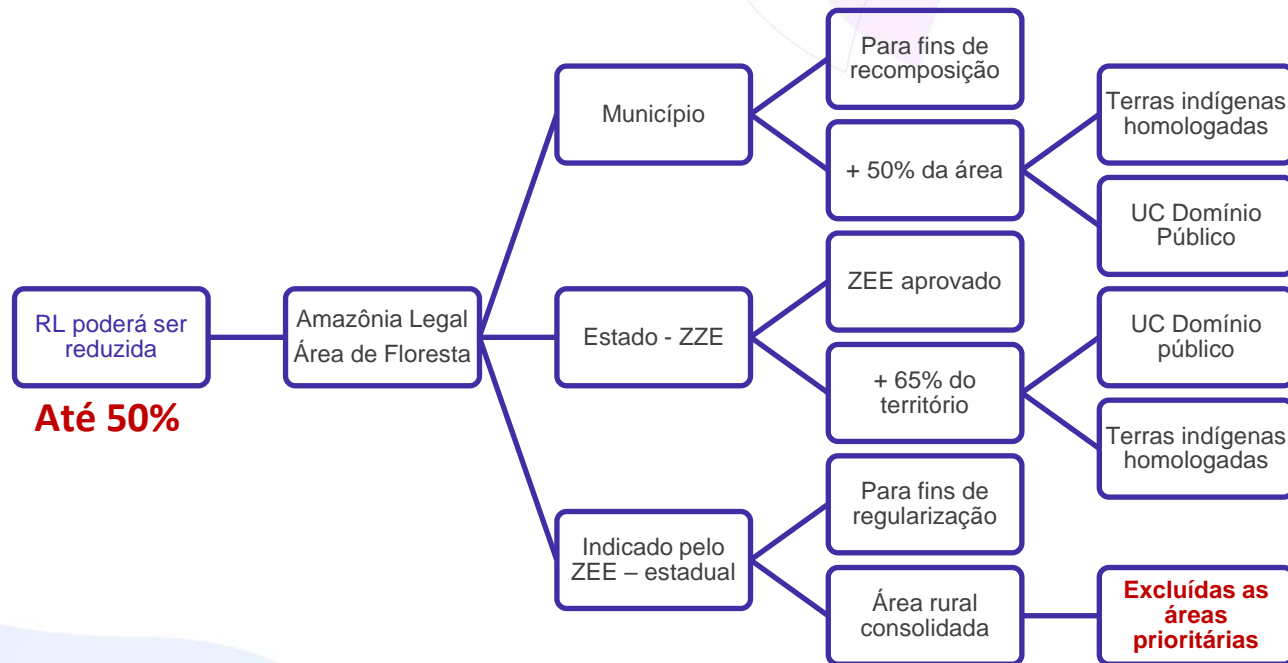 RL poderá ser
reduzida
Até 50%
Amazônia Legal
Área de Floresta
Município
Para fins de
recomposição
+ 50% da área
Terras indígenas
homologadas
UC Domínio
Público
Estado - ZZE
ZEE aprovado
+ 65% do
território
UC Domínio
público
Terras indígenas
homologadas
Indicado pelo
ZEE – estadual
Para fins de
regularização
Área rural
consolidada
Excluídas as
áreas
prioritárias